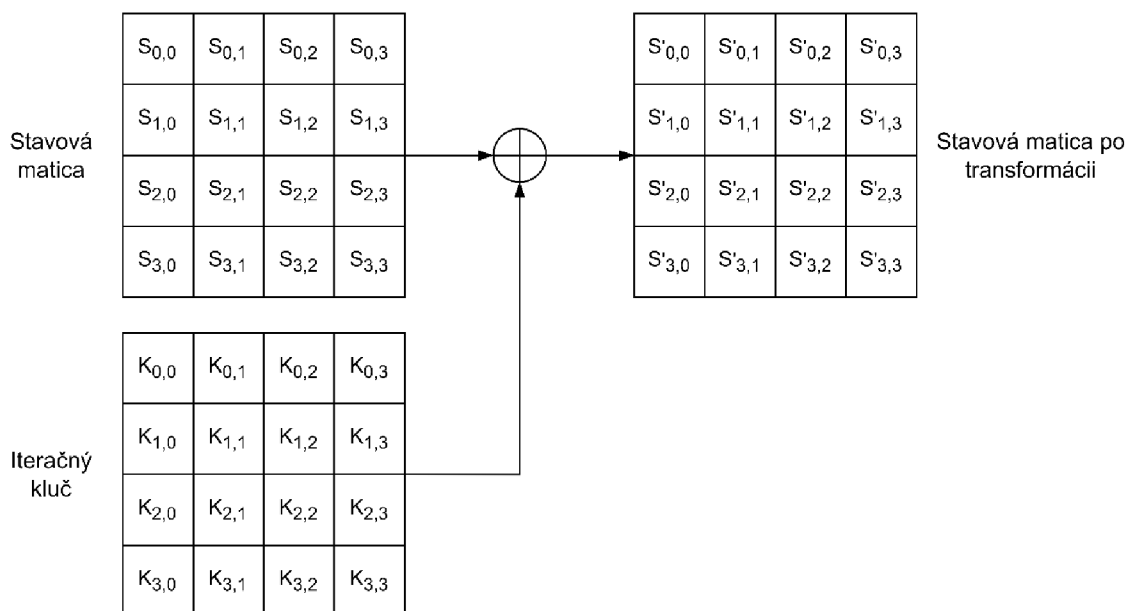 S0,0 S0,1 S0,2 S0,3
S1,0 S1,1 S1,2 S1,3
S2,0 S2,1 S2,2 S2,3
S3,0 S3,1 S3,2 S3,3
Stavová
matica
S'0,0 S'0,1 S'0,2 S'0,3
S'1,0 S'1,1 S'1,2 S'1,3
S'2,0 S'2,1 S'2,2 S'2,3
S'3,0 S'3,1 S'3,2 S'3,3
Stavová matica po
transformácii
K0,0 K0,1 K0,2 K0,3
K1,0 K1,1 K1,2 K1,3
K2,0 K2,1 K2,2 K2,3
K3,0 K3,1 K3,2 K3,3
Iteračný
kluč